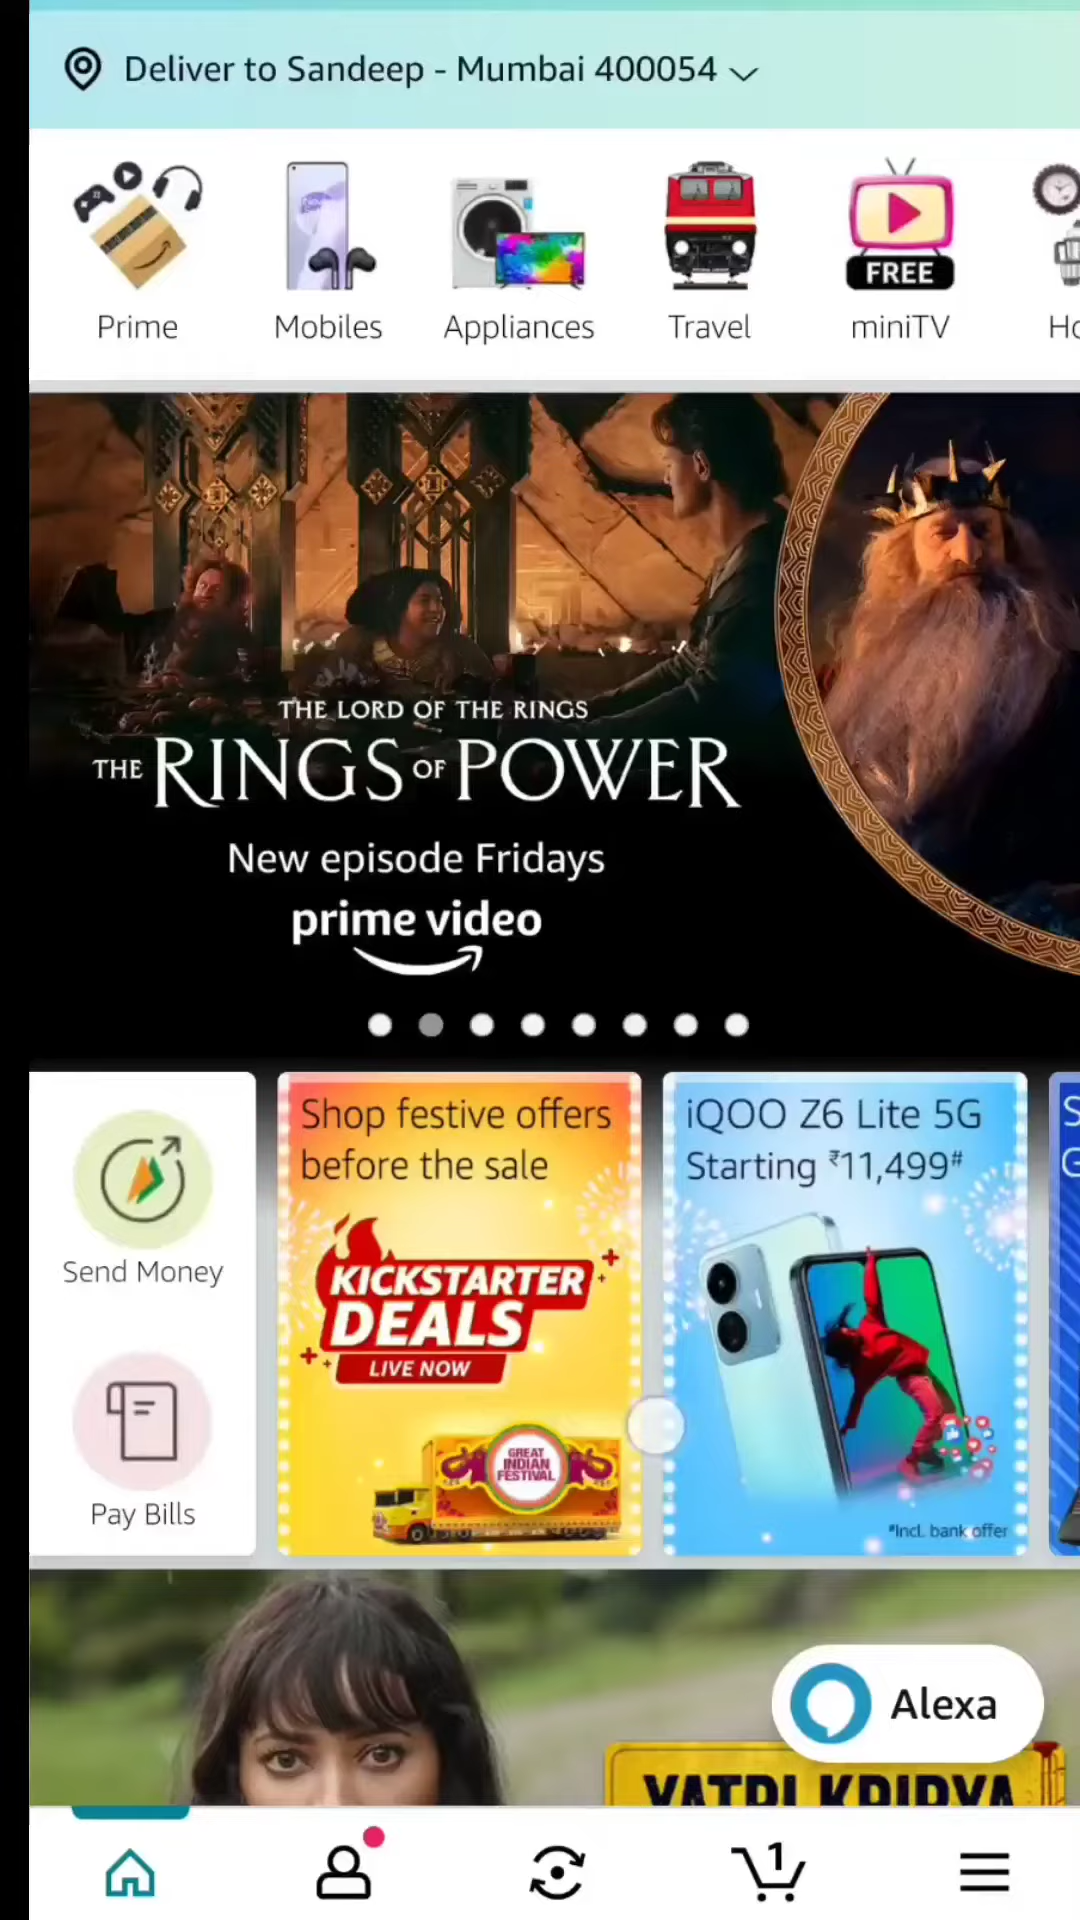 Deliver to Sandeep - Mumbai 400054
Prime
Mobiles
Appliances
FREE
Travel
miniTV
THE LORD OF THE RINGS
THE RINGS OF POWER
New episode Fridays
prime video
Send Money
Pay Bills
Shop festive offers
before the sale
KICKSTARTER
DEALS
LIVE NOW
GREAT
INDIAN
FESTIVAL
iQOO Z6 Lite 5G
Starting ₹11,499#
#Incl. bank offer
Alexa
YATRI KRIPYA
1